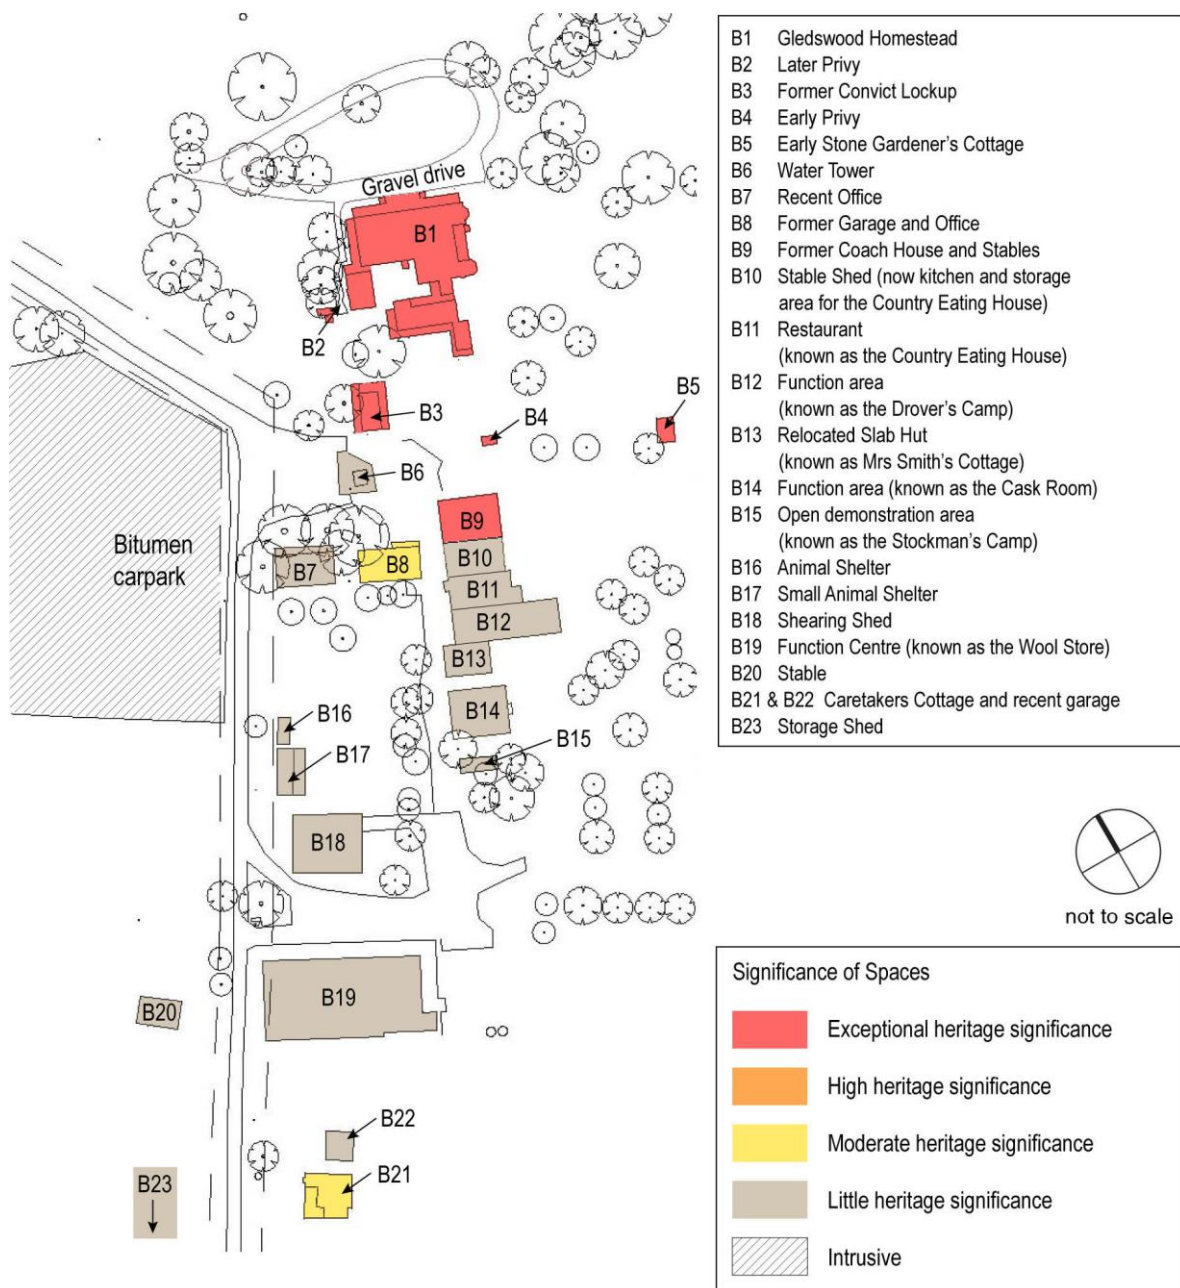 Gravel drive
B1
B2
B3
B4
B5
B6
B9
Bitumen
carpark
B7
B8
B10
B11
B12
B13
B14
B16
B15
B17
B18
B19
B20
B22
B21
B23
B1 Gledswood Homestead
B2 Later Privy
B3 Former Convict Lockup
B4 Early Privy
B5 Early Stone Gardener's Cottage
B6 Water Tower
B7 Recent Office
B8 Former Garage and Office
B9 Former Coach House and Stables
B10 Stable Shed (now kitchen and storage
area for the Country Eating House)
B11 Restaurant
(known as the Country Eating House)
B12 Function area
(known as the Drover's Camp)
B13 Relocated Slab Hut
(known as Mrs Smith's Cottage)
B14 Function area (known as the Cask Room)
B15 Open demonstration area
(known as the Stockman's Camp)
B16 Animal Shelter
B17 Small Animal Shelter
B18 Shearing Shed
B19 Function Centre (known as the Wool Store)
B20 Stable
B21 & B22 Caretakers Cottage and recent garage
B23 Storage Shed
not to scale
Significance of Spaces
Exceptional heritage significance
High heritage significance
Moderate heritage significance
Little heritage significance
Intrusive